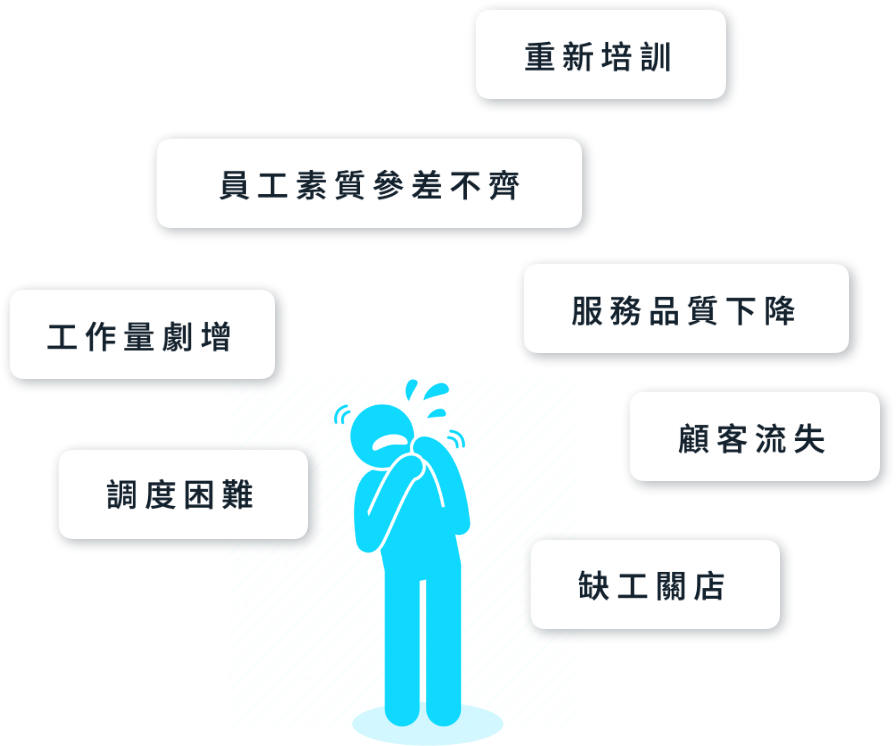 重新培訓
員工素質參差不齊
服務品質下降
工作量劇增
顧客流失
調度困難
缺工關店